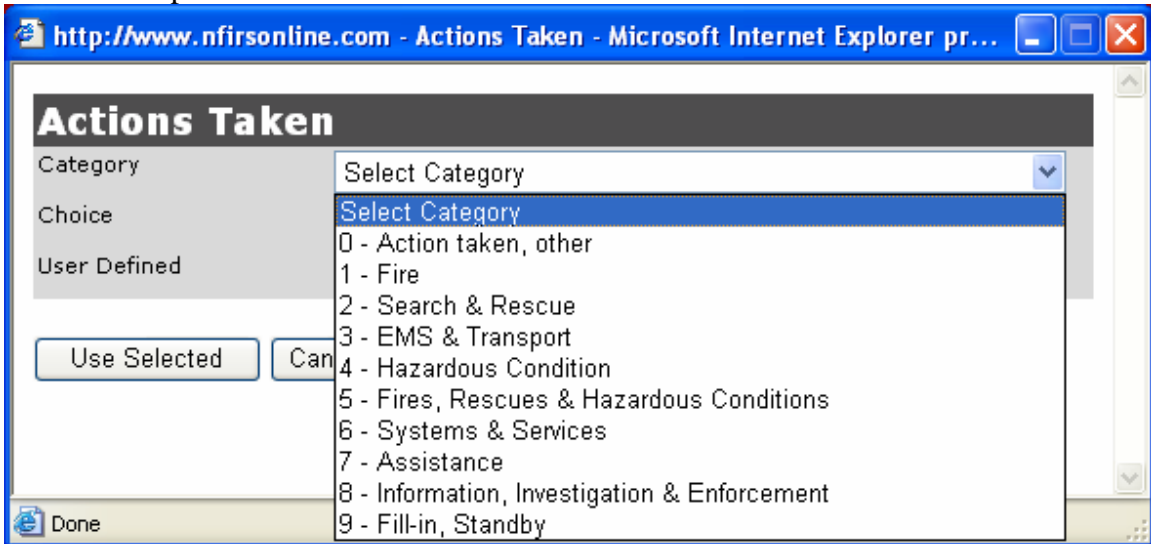 http://www.nfirsonline.com - Actions Taken - Microsoft Internet Explorer pr...
Actions Taken
Category
Select Category
Choice
User Defined
Select Category
0 - Action taken, other
1 - Fire
2 - Search & Rescue
3 - EMS & Transport
4 - Hazardous Condition
5 - Fires, Rescues & Hazardous Conditions
6 - Systems & Services
7 - Assistance
8 - Information, Investigation & Enforcement
9 - Fill-in, Standby
Use Selected
Can
Done